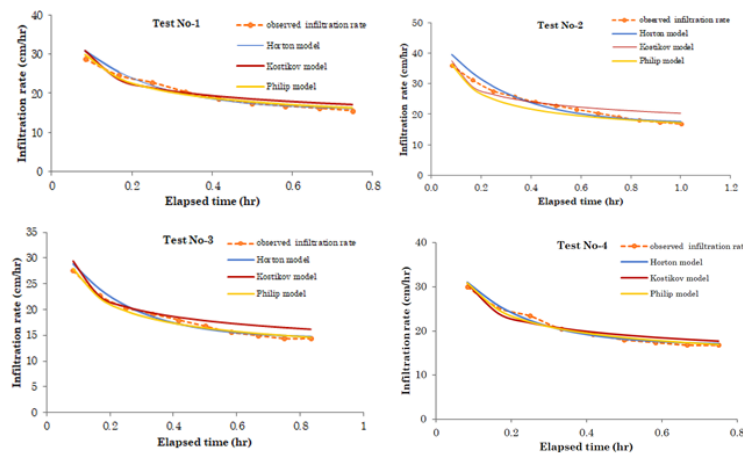 Test No-1
observed infiltration rate
Horton model
Kostikov model
Philip model
Infiltration rate (cm/hr)
40
30
20
10
0
0 0.2 0.4 0.6 0.8
Elapsed time (hr)
Test No-2
observed infiltration rate
Horton model
Kostikov model
Philip model
Infiltration rate (cm/hr)
50
40
30
20
10
0
0.0 0.2 0.4 0.6 0.8 1.0 1.2
Elapsed time (hr)
Test No-3
observed infiltration rate
Horton model
Kostikov model
Philip model
Infiltration rate (cm/hr)
35
30
25
20
15
10
5
0
0 0.2 0.4 0.6 0.8 1
Elapsed time (hr)
Test No-4
observed infiltration rat
Horton model
Kostikov model
Philip model
Infiltration rate (cm/hr)
40
30
20
10
0
0 0.2 0.4 0.6 0.8
Elapsed time (hr)